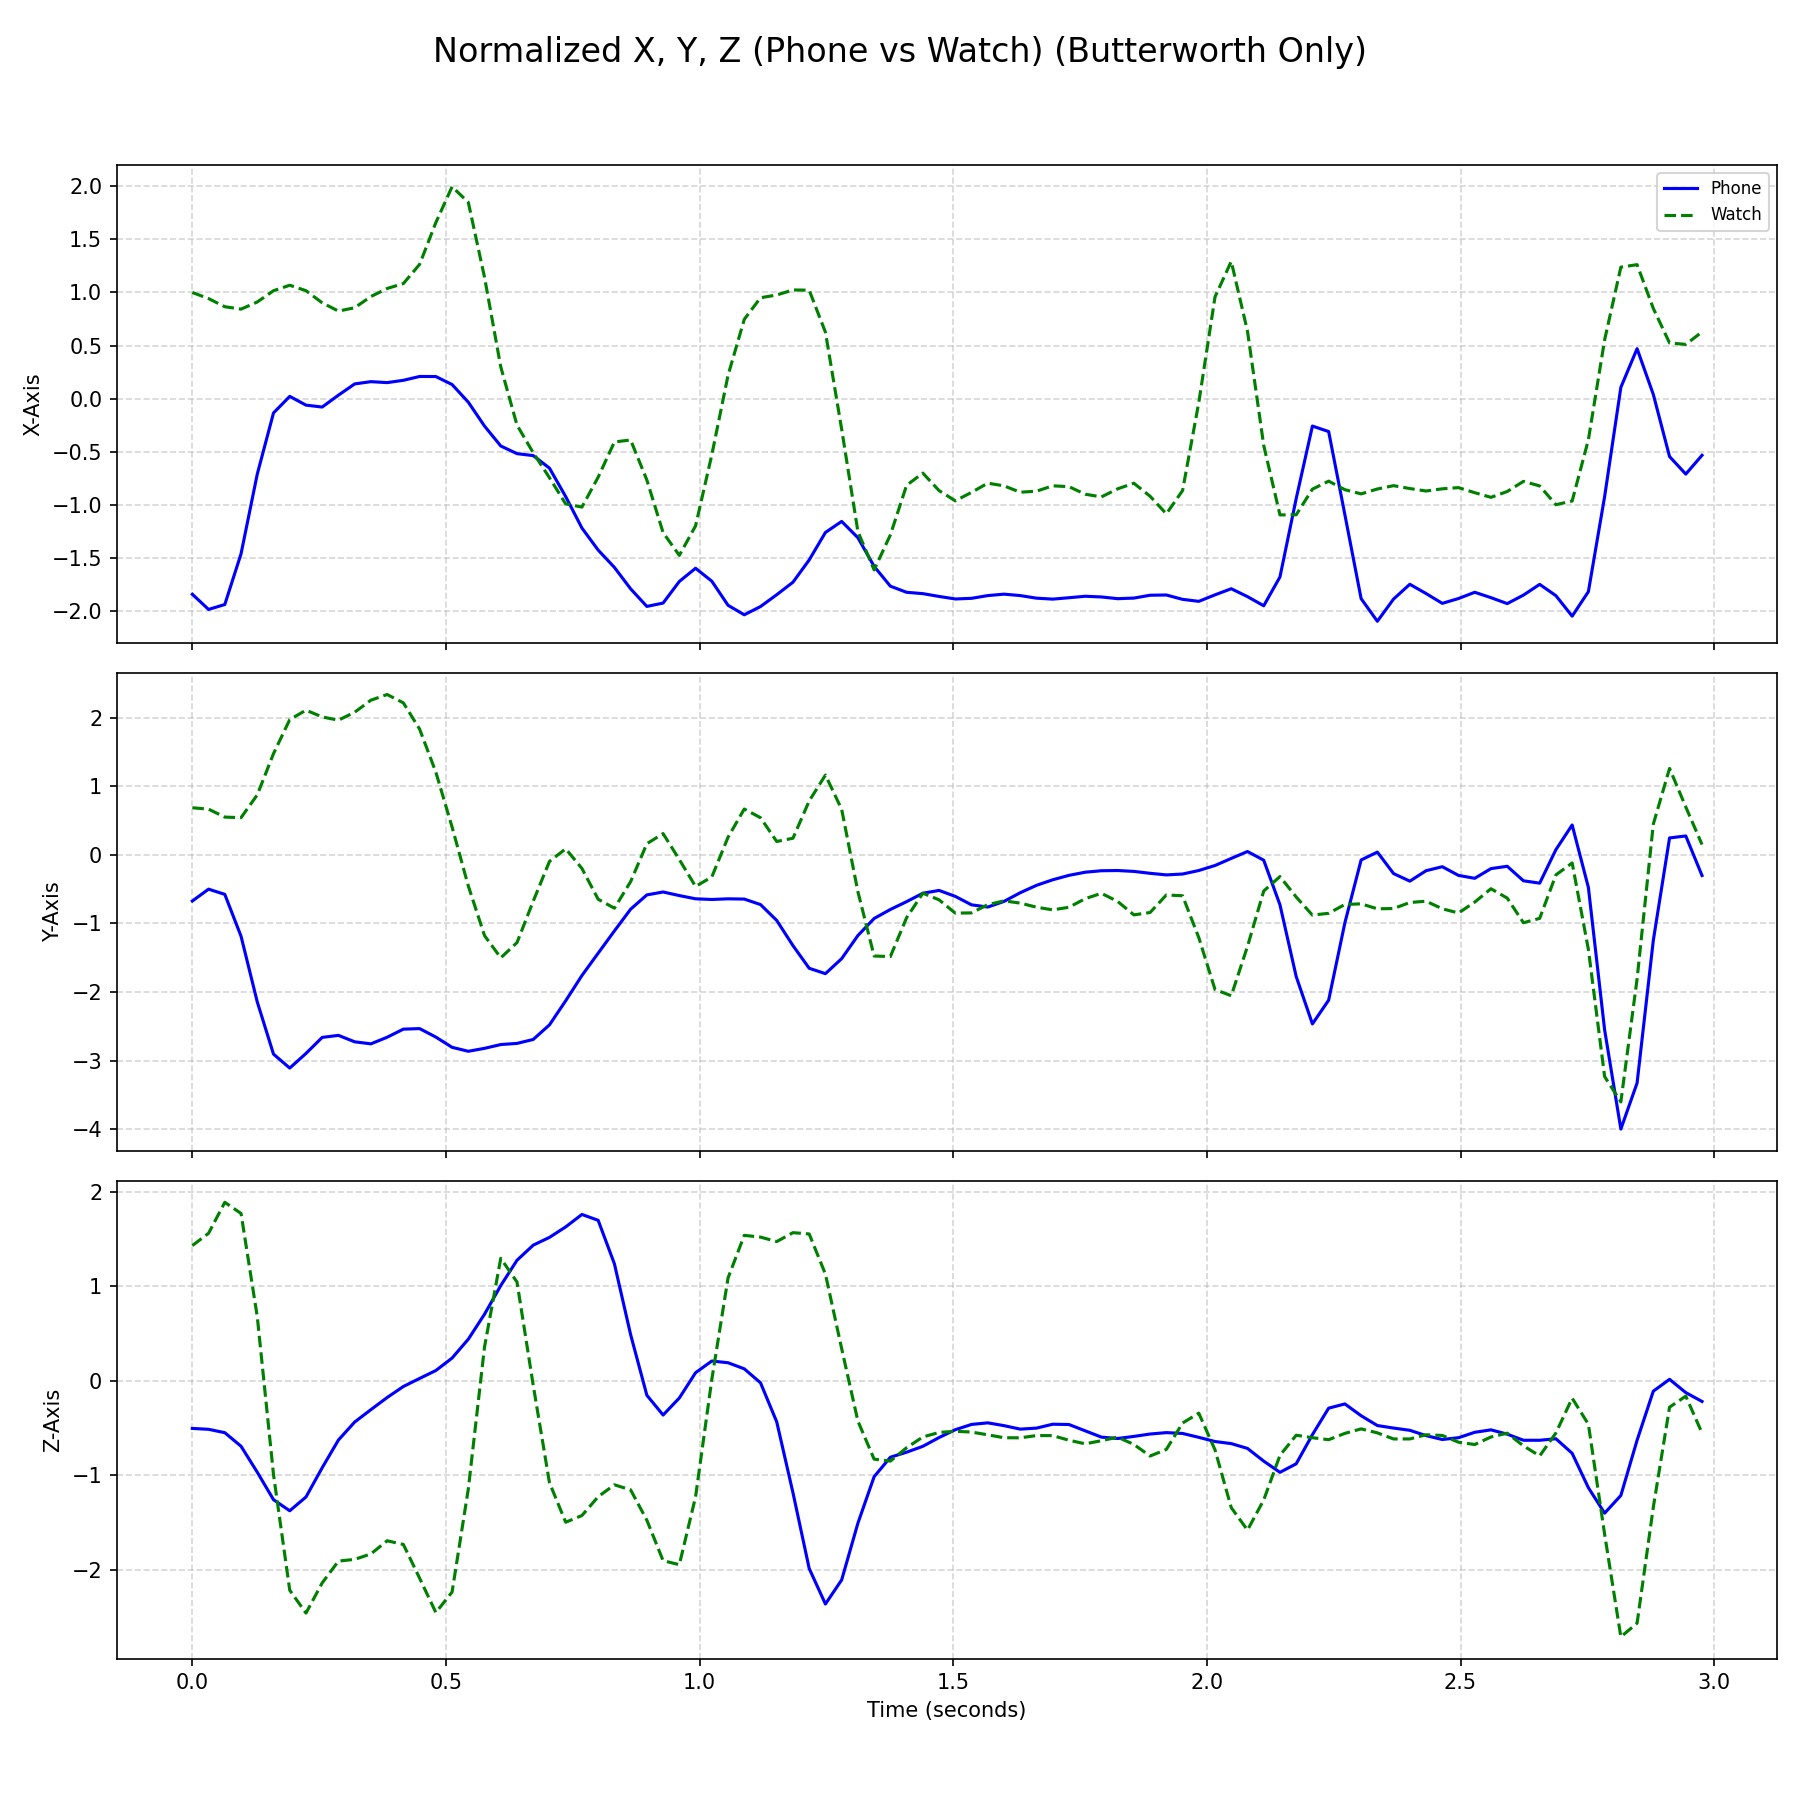 Normalized X, Y, Z (Phone vs Watch) (Butterworth Only)
Phone
Watch
X-Axis
2.0
1.5
1.0
0.5
0.0
−0.5
−1.0
−1.5
−2.0
Y-Axis
2
1
0
−1
−2
−3
−4
Z-Axis
2
1
0
−1
−2
0.0 0.5 1.0 1.5 2.0 2.5 3.0
Time (seconds)